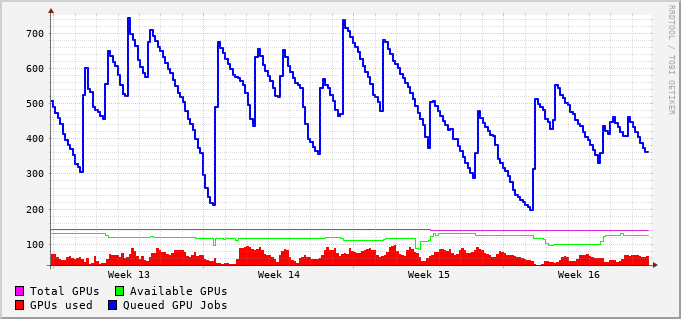 RRDTOOL / TOBI OETIKER
700
600
500
400
300
200
100
Week 13 Week 14 Week 15 Week 16
Total GPUs Available GPUs
GPUs used Queued GPU Jobs